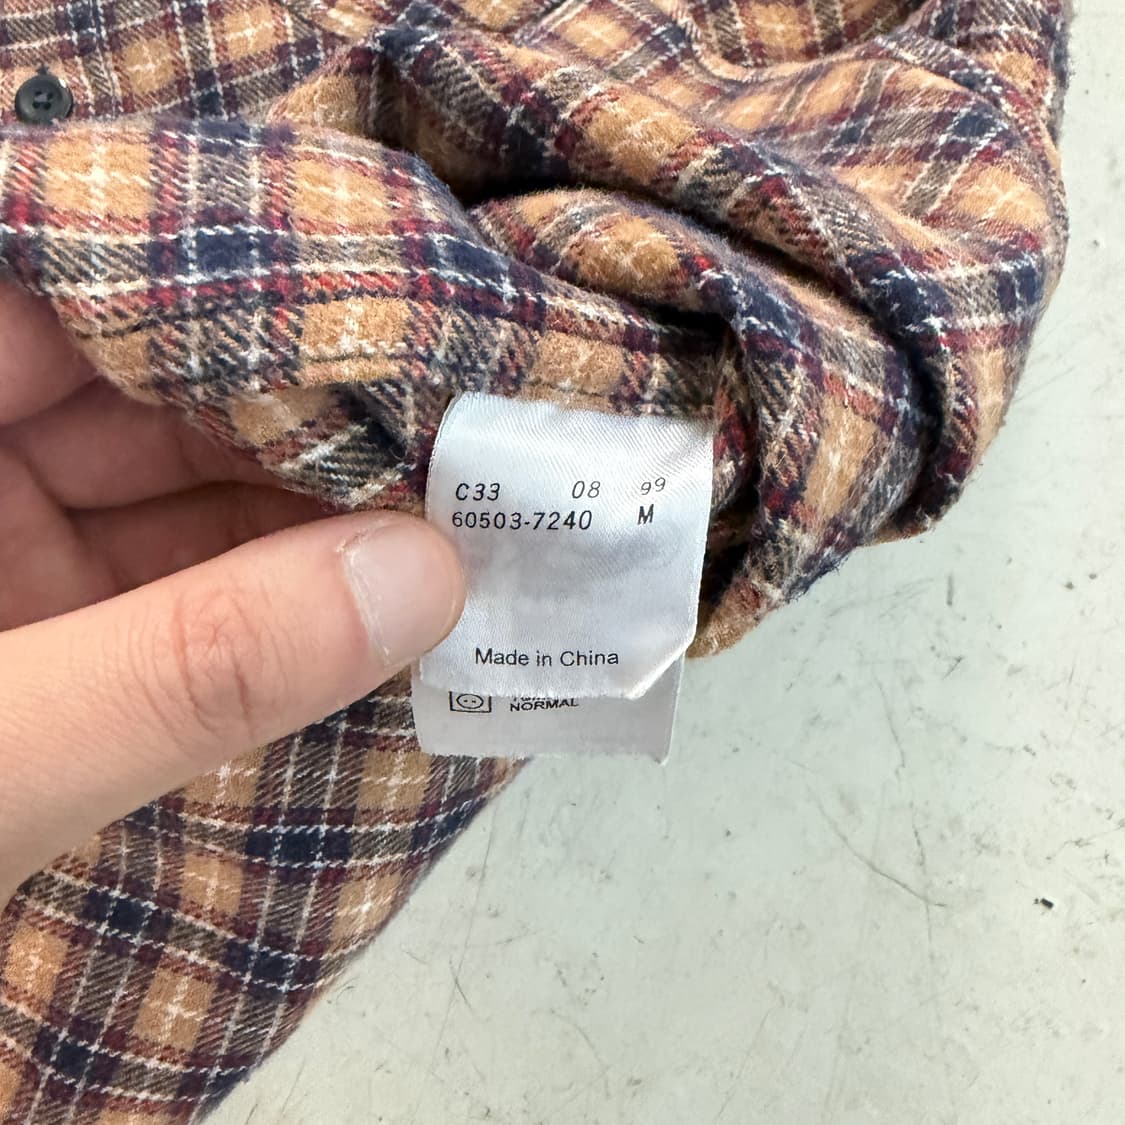 C33 08 99
60503-7240 M
Made in China
NORMAL